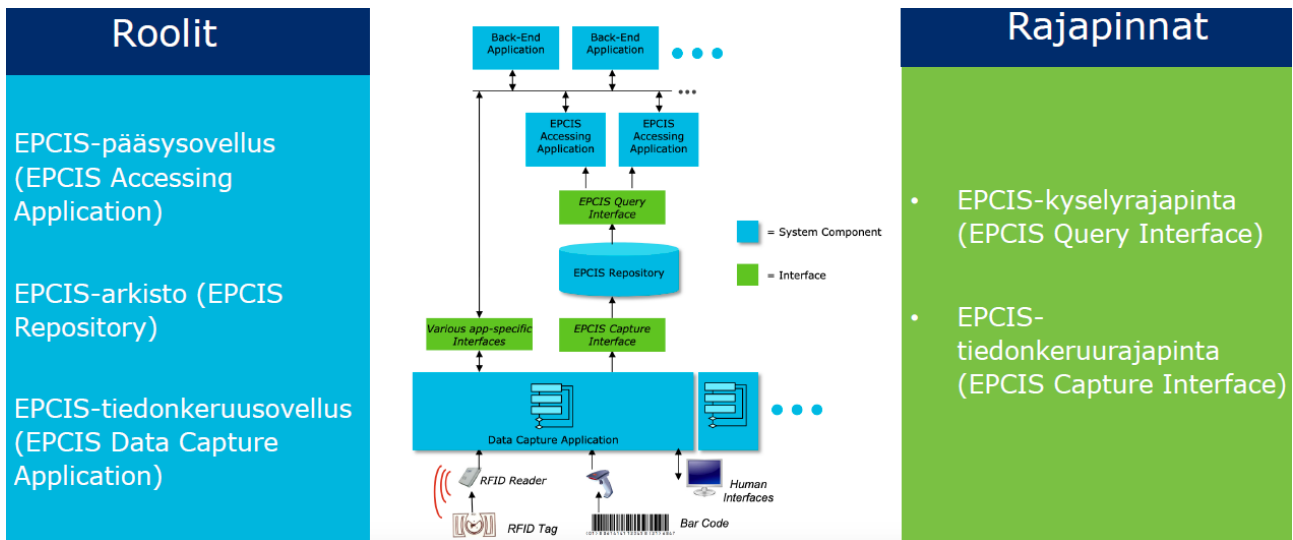 Roolit
EPCIS-pääsysovellus
(EPCIS Accessing
Application)
EPCIS-arkisto (EPCIS
Repository)
EPCIS-tiedonkeruusovellus
(EPCIS Data Capture
Application)
Back-End
Application
Back-End
Application
EPCIS
Accessing
Application
EPCIS
Accessing
Application
EPCIS Query
Interface
= System Component
EPCIS Repository
= Interface
Various app-specific
Interfaces
EPCIS Capture
Interface
Data Capture Application
RFID Reader
Human
Interfaces
RFID Tag
Bar Code
Rajapinnat
• EPCIS-kyselyrajapinta
(EPCIS Query Interface)
• EPCIS-
tiedonkeruurajapinta
(EPCIS Capture Interface)